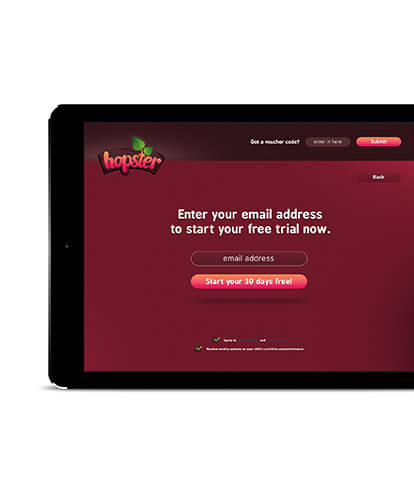 hopster
Got a voucher code?
enter it here
Submit
Back
Enter your email address
to start your free trial now.
email address
Start your 30 days free!
Agree to
and
Receive weekly updates on your child's activities and performance